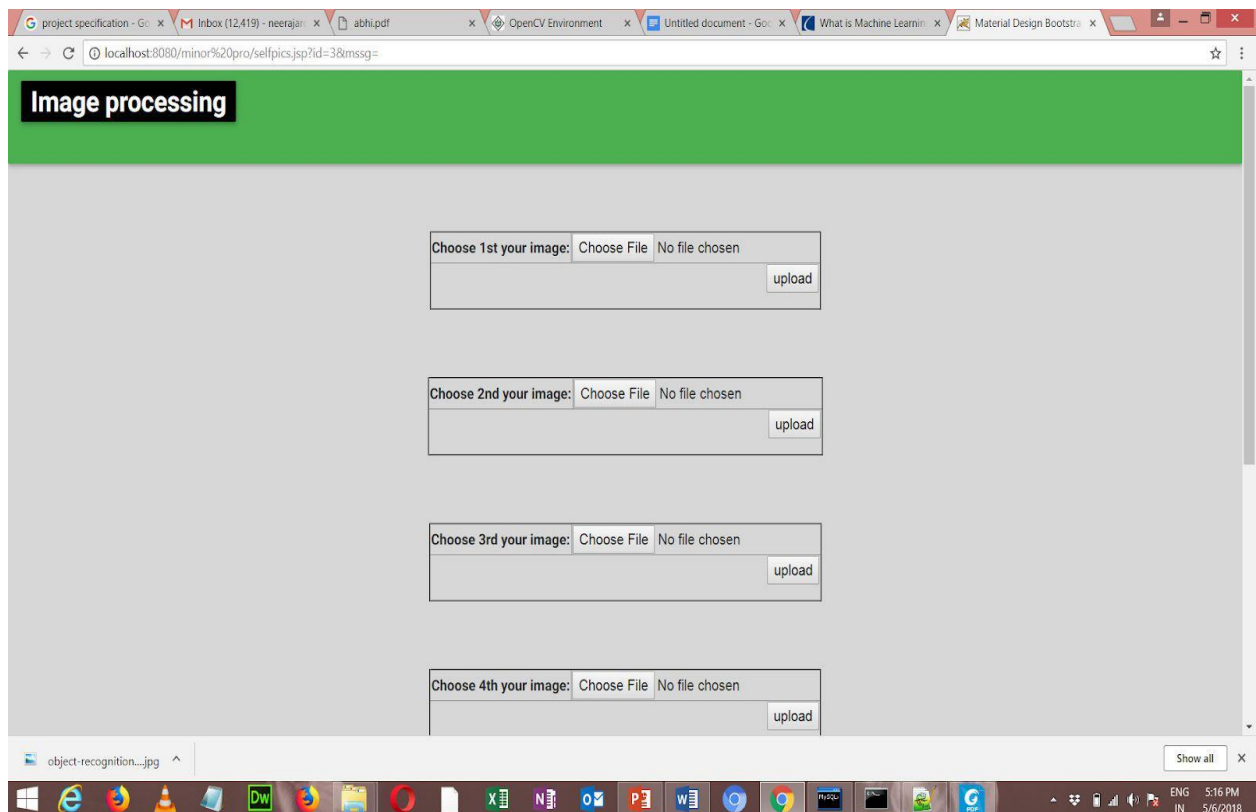 project specification - Go
Inbox (12,419) - neerajar
abhi.pdf
OpenCV Environment
Untitled document - Goo
What is Machine Learnin
Material Design Bootstra
localhost:8080/minor%20pro/selfpics.jsp?id=3&mssg=
Image processing
Choose 1st your image: Choose File No file chosen
upload
Choose 2nd your image: Choose File No file chosen
upload
Choose 3rd your image: Choose File No file chosen
upload
Choose 4th your image: Choose File No file chosen
upload
object-recognition....jpg
Show all
Dw
MySQL
PDF
ENG 5:16 PM
IN 5/6/2018